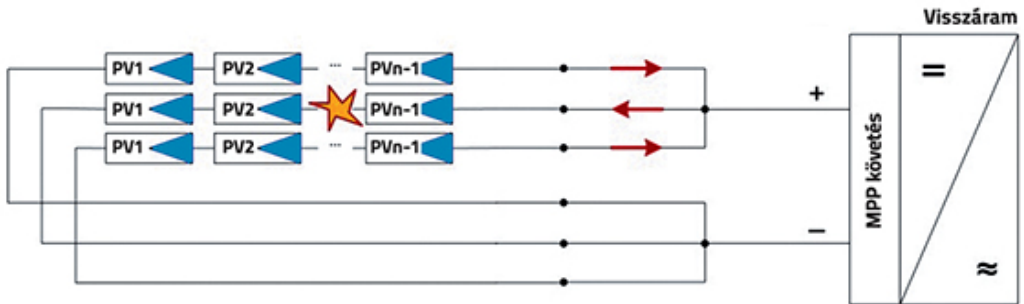 Visszáram
PV1 PV2 ... PVn-1
PV1 PV2 PVn-1
PV1 PV2 ... PVn-1
+
−
MPP követés
=
≈